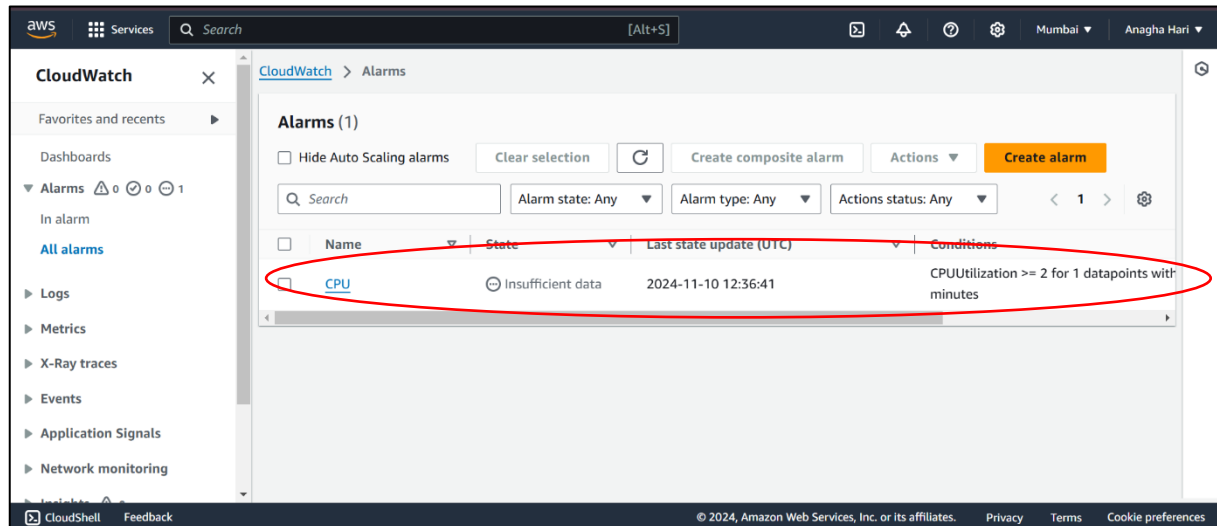 aws Services Search [Alt+S] Mumbai ▼ Anagha Hari ▼
CloudWatch
Favorites and recents
Dashboards
Alarms 0 0 1
In alarm
All alarms
Logs
Metrics
X-Ray traces
Events
Application Signals
Network monitoring
CloudWatch > Alarms
Alarms (1)
Hide Auto Scaling alarms Clear selection Create composite alarm Actions ▼ Create alarm
Search Alarm state: Any ▼ Alarm type: Any ▼ Actions status: Any ▼ < 1 >
Name State Last state update (UTC) Conditions
CPU Insufficient data 2024-11-10 12:36:41 CPUUtilization >= 2 for 1 datapoints with
minutes
CloudShell Feedback © 2024, Amazon Web Services, Inc. or its affiliates. Privacy Terms Cookie preferences